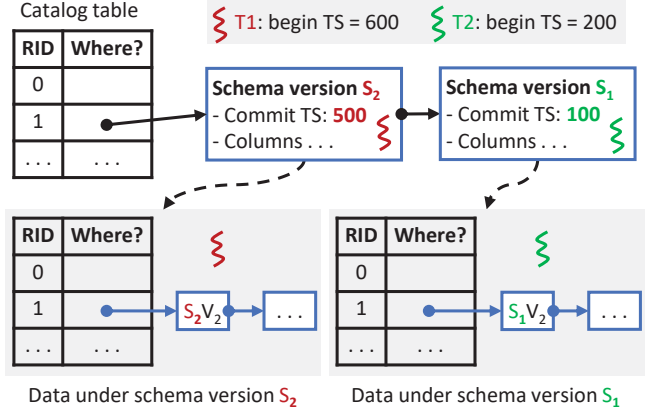 Catalog table
T1: begin TS = 600
T2: begin TS = 200
RID Where?
0
1
. . . . . .
Schema version S₂
- Commit TS: 500
- Columns . . .
Schema version S₁
- Commit TS: 100
- Columns . . .
RID Where?
0
1
. . . . . .
S₂V₂
. . .
RID Where?
0
1
. . . . . .
S₁V₂
. . .
Data under schema version S₂
Data under schema version S₁